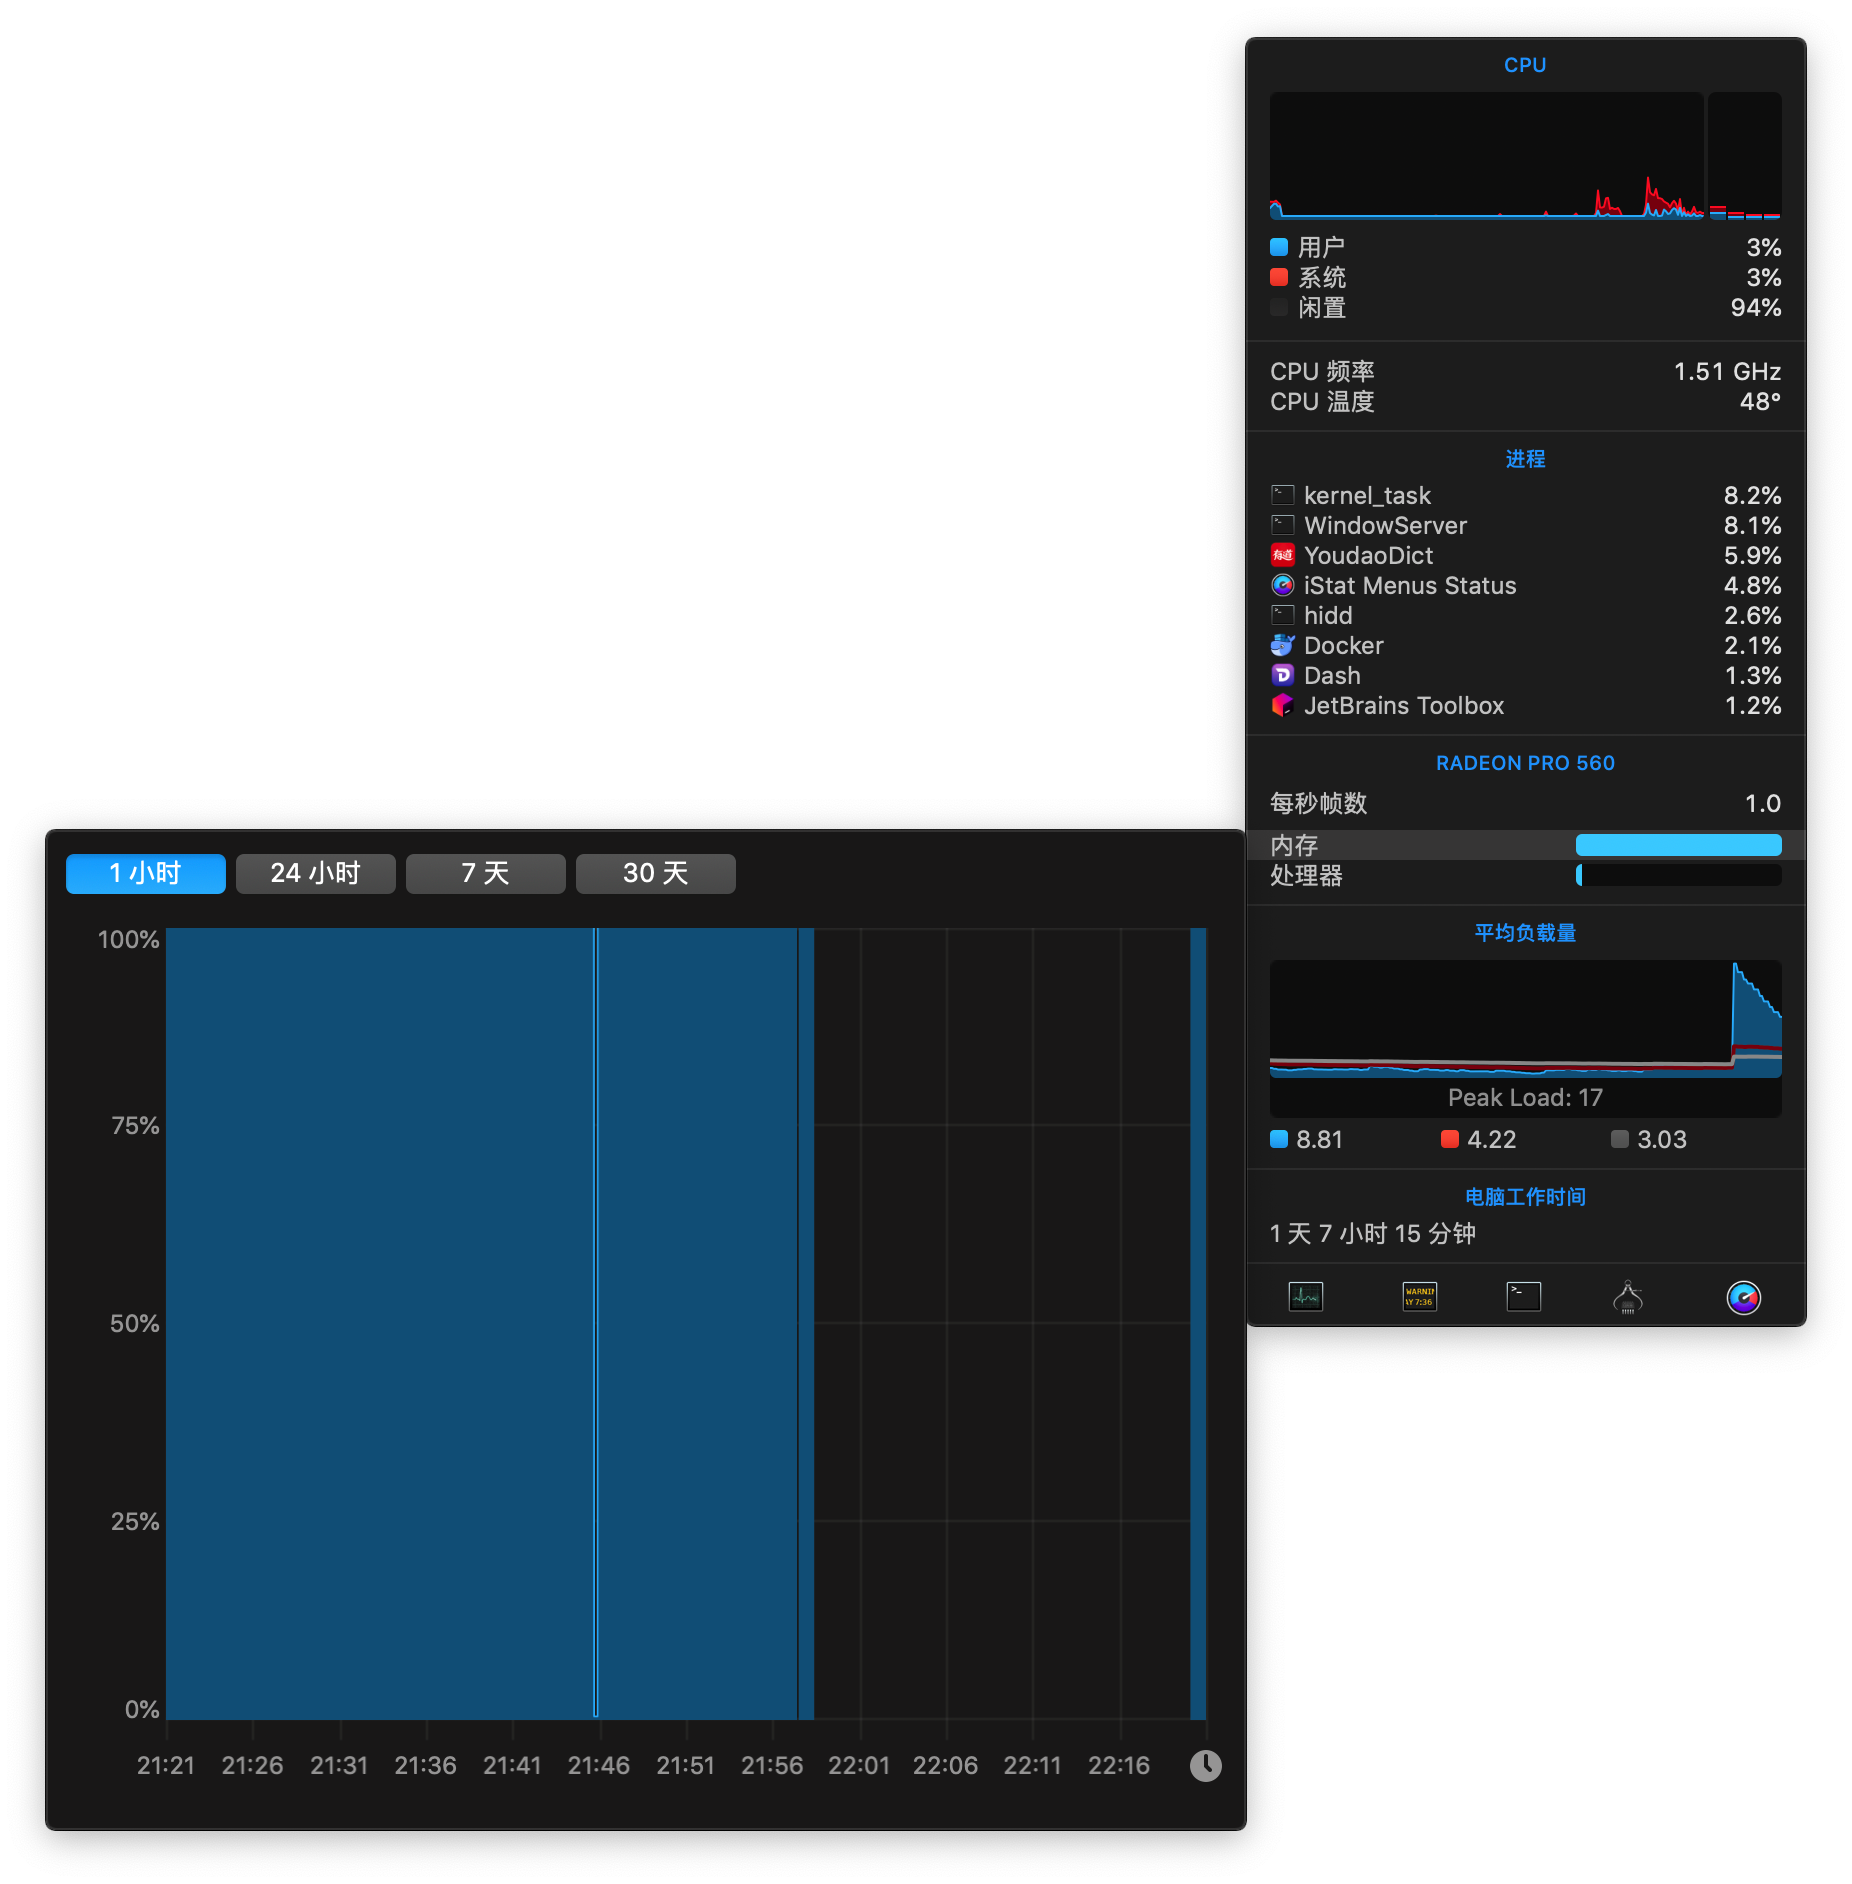 CPU
用户 3%
系统 3%
闲置 94%
CPU 频率 1.51 GHz
CPU 温度 48°
进程
kernel_task 8.2%
WindowServer 8.1%
有道 YoudaoDict 5.9%
iStat Menus Status 4.8%
hidd 2.6%
Docker 2.1%
Dash 1.3%
JetBrains Toolbox 1.2%
RADEON PRO 560
每秒帧数 1.0
内存
处理器
平均负载量
Peak Load: 17
8.81 4.22 3.03
电脑工作时间
1 天 7 小时 15 分钟
WARNIN
AY 7:36
1 小时 24 小时 7 天 30 天
100%
75%
50%
25%
0%
21:21 21:26 21:31 21:36 21:41 21:46 21:51 21:56 22:01 22:06 22:11 22:16